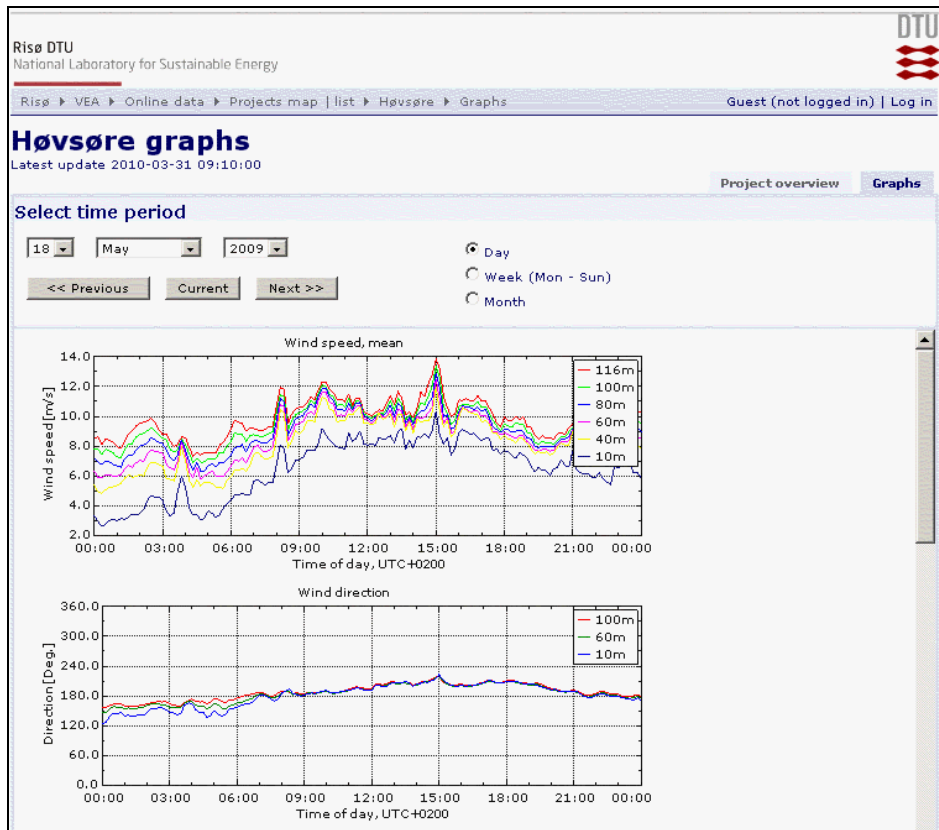 DTU
Risø DTU
National Laboratory for Sustainable Energy
Risø VEA Online data Projects map | list Høvsøre Graphs Guest (not logged in) | Log in
Høvsøre graphs
Latest update 2010-03-31 09:10:00
Project overview Graphs
Select time period
18 May 2009
Day
Week (Mon - Sun)
Month
<< Previous Current Next >>
Wind speed, mean
Wind speed [m/s]
14.0
12.0
10.0
8.0
6.0
4.0
2.0
116m
100m
80m
60m
40m
10m
00:00 03:00 06:00 09:00 12:00 15:00 18:00 21:00 00:00
Time of day, UTC+0200
Wind direction
Direction [Deg.]
360.0
300.0
240.0
180.0
120.0
60.0
0.0
100m
60m
10m
00:00 03:00 06:00 09:00 12:00 15:00 18:00 21:00 00:00
Time of day, UTC+0200